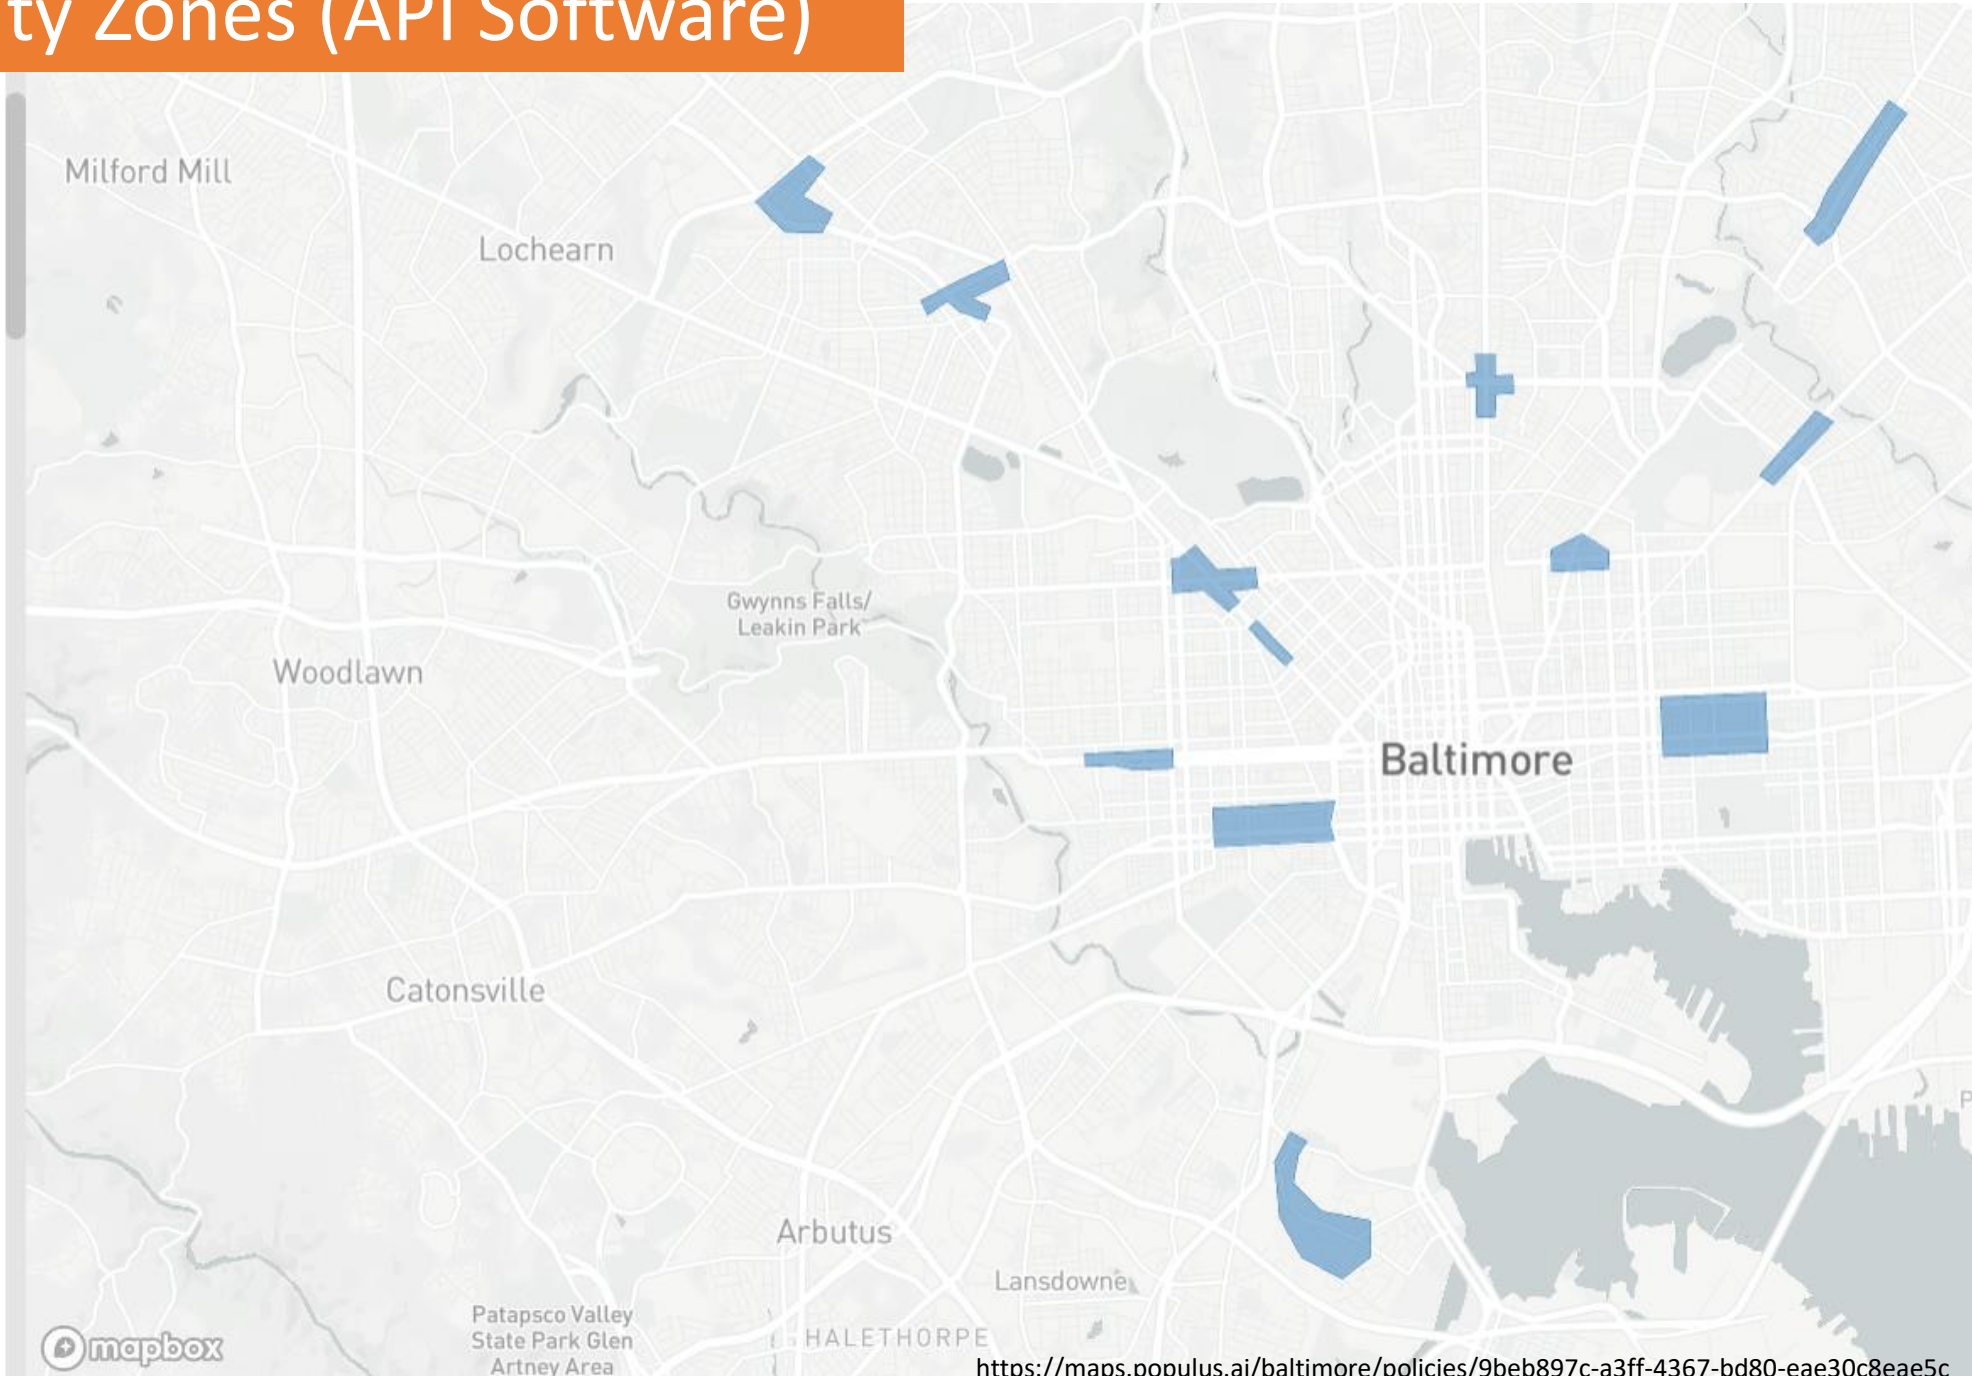 ty Zones (API Software)
Milford Mill
Lochearn
Gwynns Falls/
Leakin Park
Woodlawn
Baltimore
Catonsville
P
Arbutus
Lansdowne
Patapsco Valley
State Park Glen
Artney Area
HALETHORPE
mapbox
https://maps.populus.ai/baltimore/policies/9beb897c-a3ff-4367-bd80-eae30c8eae5c